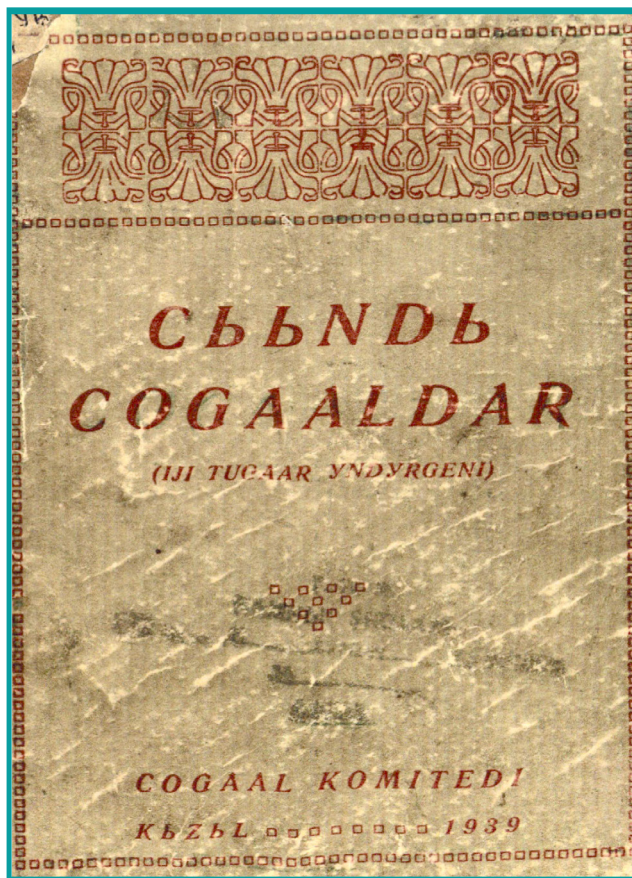 CЬЬNDЬ
COGAALDAR
(IJI TUGAAR YNDYRGENI)
COGAAL KOMITEDI
KЬZЬL 1939